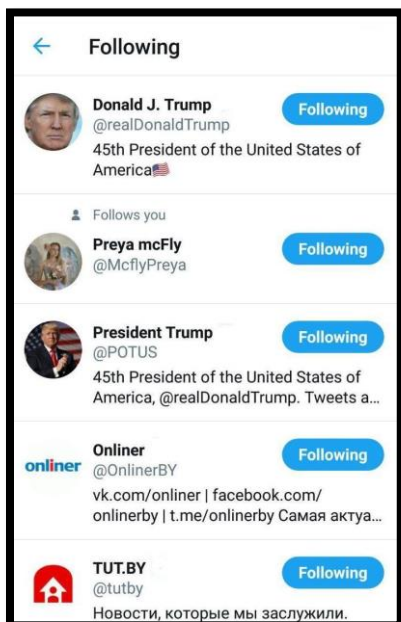 Following
Donald J. Trump
Following
@realDonaldTrump
45th President of the United States of
America🇺🇸
Follows you
Preya mcFly
Following
@McflyPreya
President Trump
Following
@POTUS
45th President of the United States of
America, @realDonaldTrump. Tweets a...
onliner
Onliner
Following
@OnlinerBY
vk.com/onliner | facebook.com/
onlinerby | t.me/onlinerby Самая актуа...
TUT.BY
Following
@tutby
Новости, которые мы заслужили.